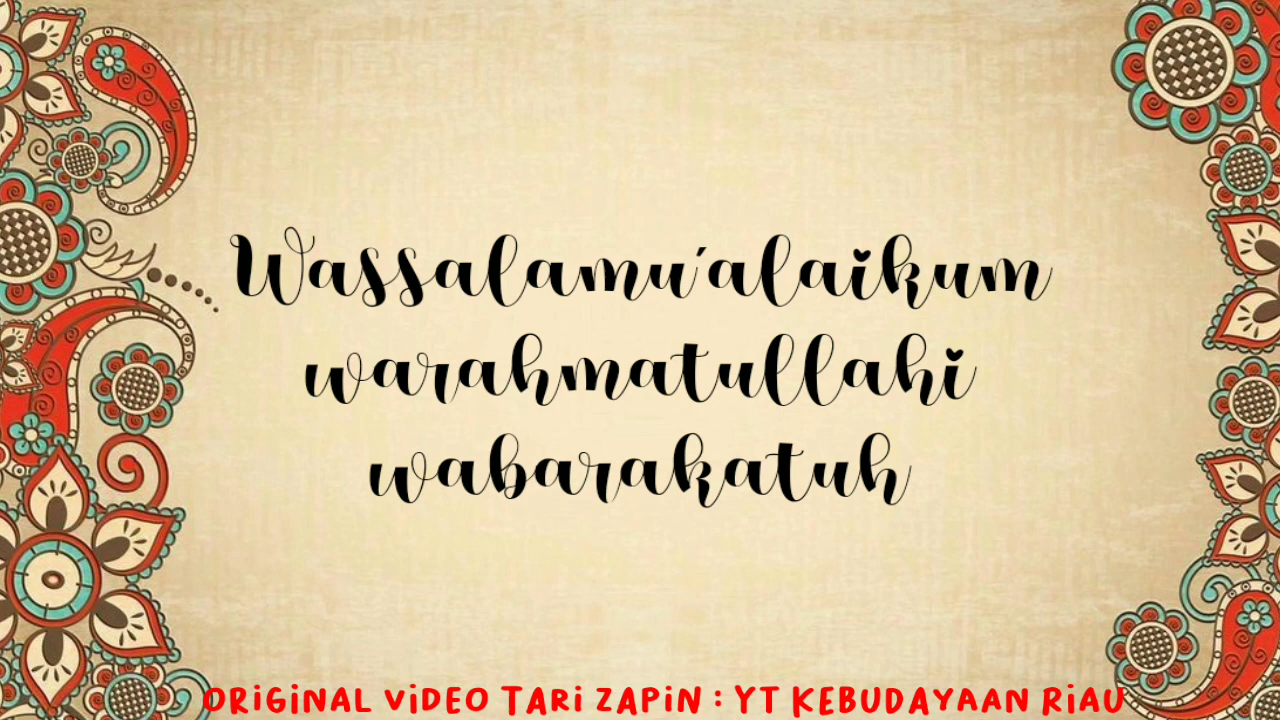 Wassalamu'alaikum
warahmatullahi
wabarakatuh
ORIGINAL VIDEO TARI ZAPIN : YT KEBUDAYAAN RIAU